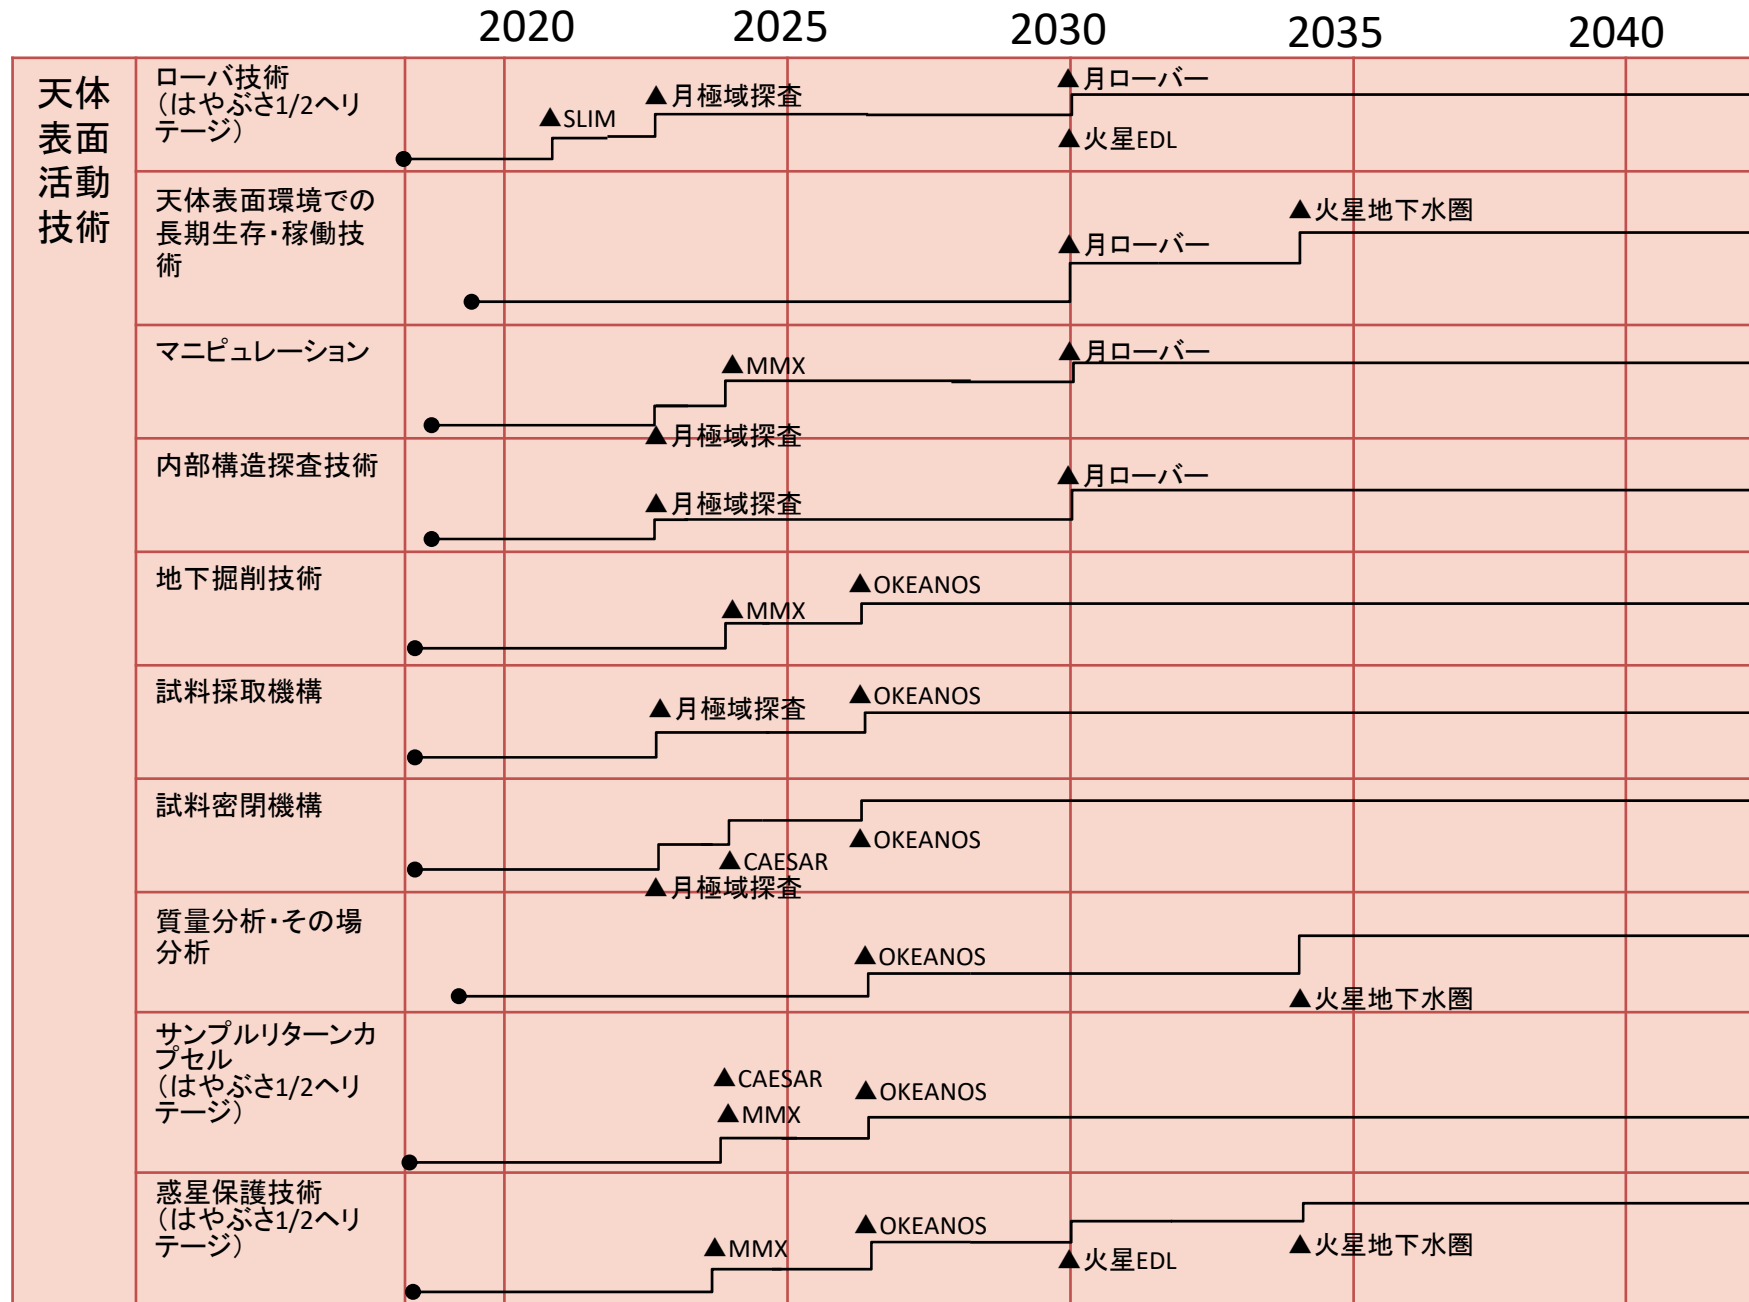 2020 2025 2030 2035 2040
天体
表面
活動
技術
ローバ技術
（はやぶさ1/2ヘリ
テージ）
▲SLIM
▲月極域探査
▲月ローバー
▲火星EDL
天体表面環境での
長期生存・稼働技
術
▲月ローバー
▲火星地下水圏
マニピュレーション
▲月極域探査
▲MMX
▲月ローバー
内部構造探査技術
▲月極域探査
▲月ローバー
地下掘削技術
▲MMX
▲OKEANOS
試料採取機構
▲月極域探査
▲OKEANOS
試料密閉機構
▲月極域探査
▲CAESAR
▲OKEANOS
質量分析・その場
分析
▲OKEANOS
▲火星地下水圏
サンプルリターンカ
プセル
（はやぶさ1/2ヘリ
テージ）
▲CAESAR
▲MMX
▲OKEANOS
惑星保護技術
（はやぶさ1/2ヘリ
テージ）
▲MMX
▲OKEANOS
▲火星EDL
▲火星地下水圏